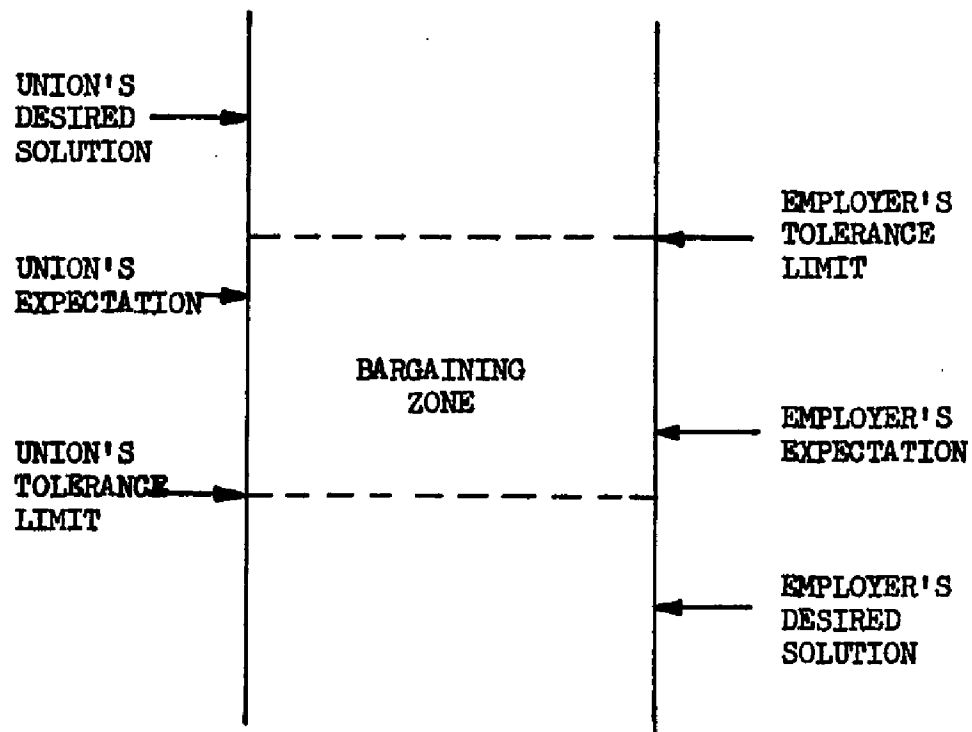 UNION'S
DESIRED
SOLUTION
EMPLOYER'S
TOLERANCE
LIMIT
UNION'S
EXPECTATION
BARGAINING
ZONE
EMPLOYER'S
EXPECTATION
UNION'S
TOLERANCE
LIMIT
EMPLOYER'S
DESIRED
SOLUTION